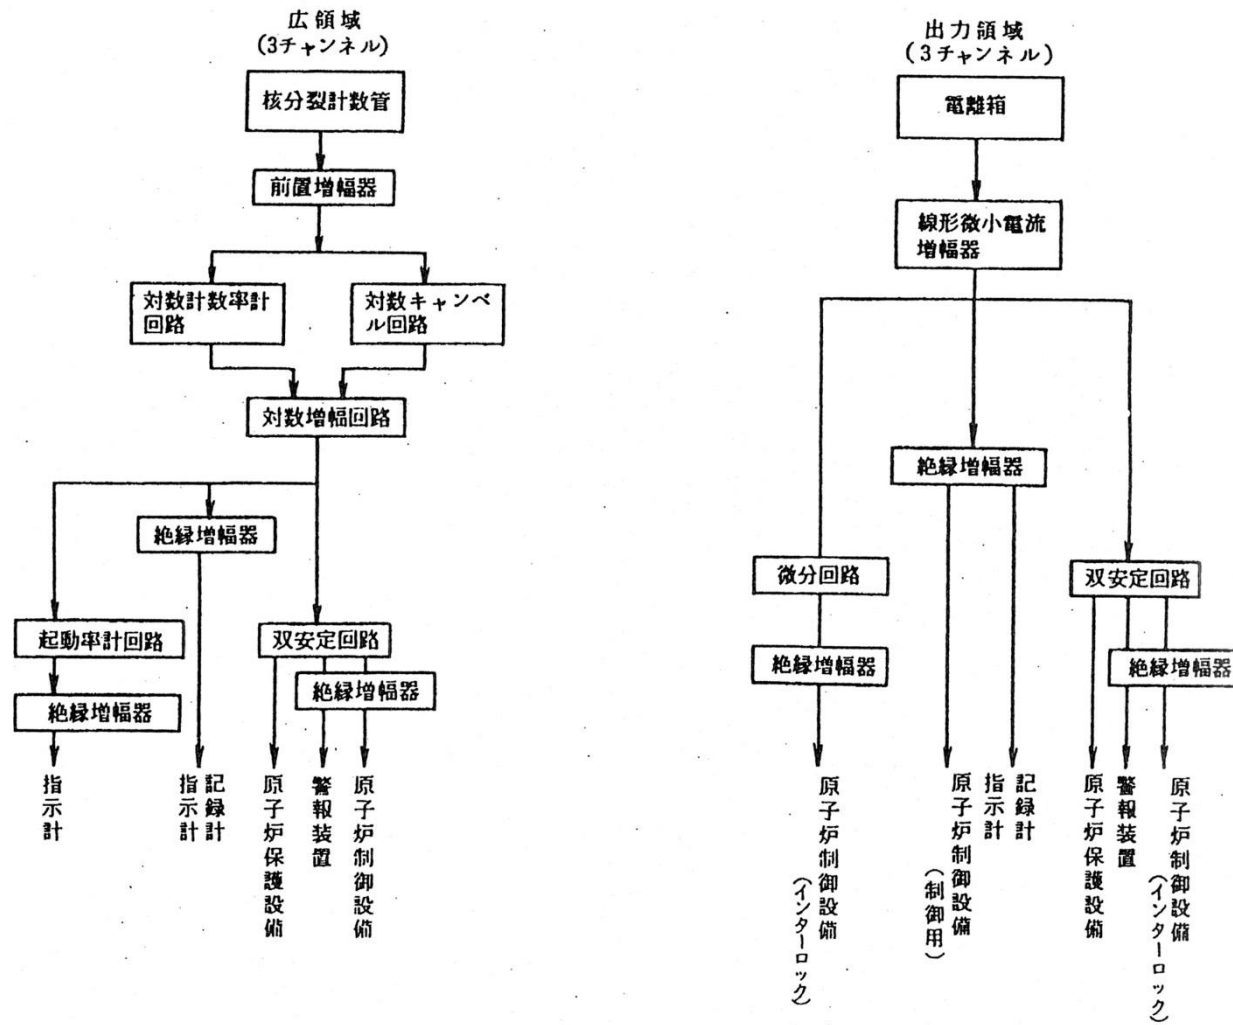 広領域
(3チャンネル)
核分裂計数管
前置増幅器
対数計数率計
回路
対数キャンベ
ル回路
対数増幅回路
絶縁増幅器
起動率計回路
双安定回路
絶縁増幅器
絶縁増幅器
指示計
指示計
記録計
原子炉保護設備
警報装置
原子炉制御設備
出力領域
(3チャンネル)
電離箱
線形微小電流
増幅器
絶縁増幅器
微分回路
双安定回路
絶縁増幅器
絶縁増幅器
原子炉制御設備
(インターロック)
原子炉制御設備
(制御用)
指示計
記録計
原子炉保護設備
警報装置
原子炉制御設備
(インターロック)